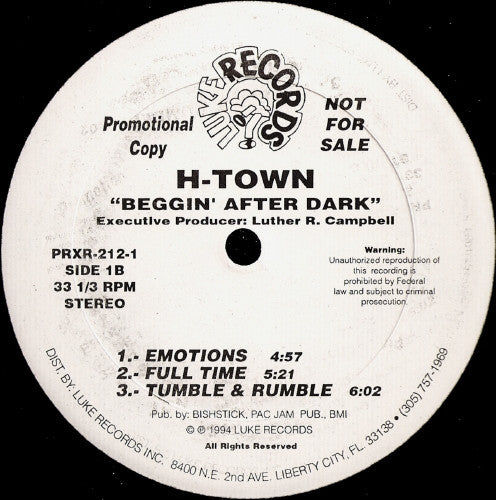 LUKE RECORDS
Promotional
Copy
NOT
FOR
SALE
H-TOWN
"BEGGIN' AFTER DARK"
Executive Producer: Luther R. Campbell
PRXR-212-1
SIDE 1B
33 1/3 RPM
STEREO
Warning:
Unauthorized reproduction of
this recording is
prohibited by Federal
law and subject to criminal
prosecution.
1.- EMOTIONS 4:57
2.- FULL TIME 5:21
3.- TUMBLE & RUMBLE 6:02
Pub. by: BISHSTICK, PAC JAM PUB., BMI
© ℗ 1994 LUKE RECORDS
All Rights Reserved
DIST. BY: LUKE RECORDS INC. 8400 N.E. 2nd AVE. LIBERTY CITY, FL 33138 • (305) 757-1969